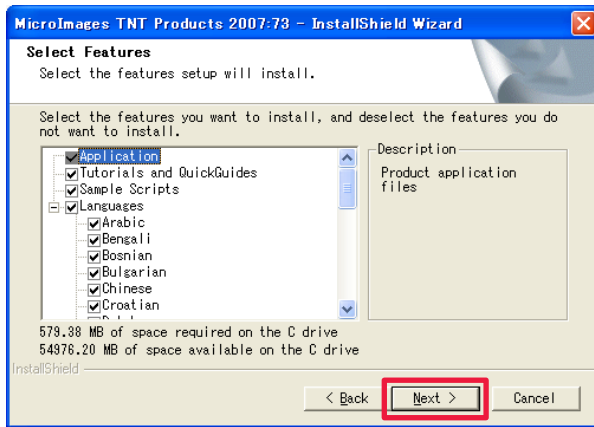 MicroImages TNT Products 2007:73 - InstallShield Wizard
Select Features
Select the features setup will install.
Select the features you want to install, and deselect the features you do
not want to install.
Application
Tutorials and QuickGuides
Sample Scripts
Languages
Arabic
Bengali
Bosnian
Bulgarian
Chinese
Croatian
Description
Product application
files
579.38 MB of space required on the C drive
54976.20 MB of space available on the C drive
InstallShield
< Back
Next >
Cancel